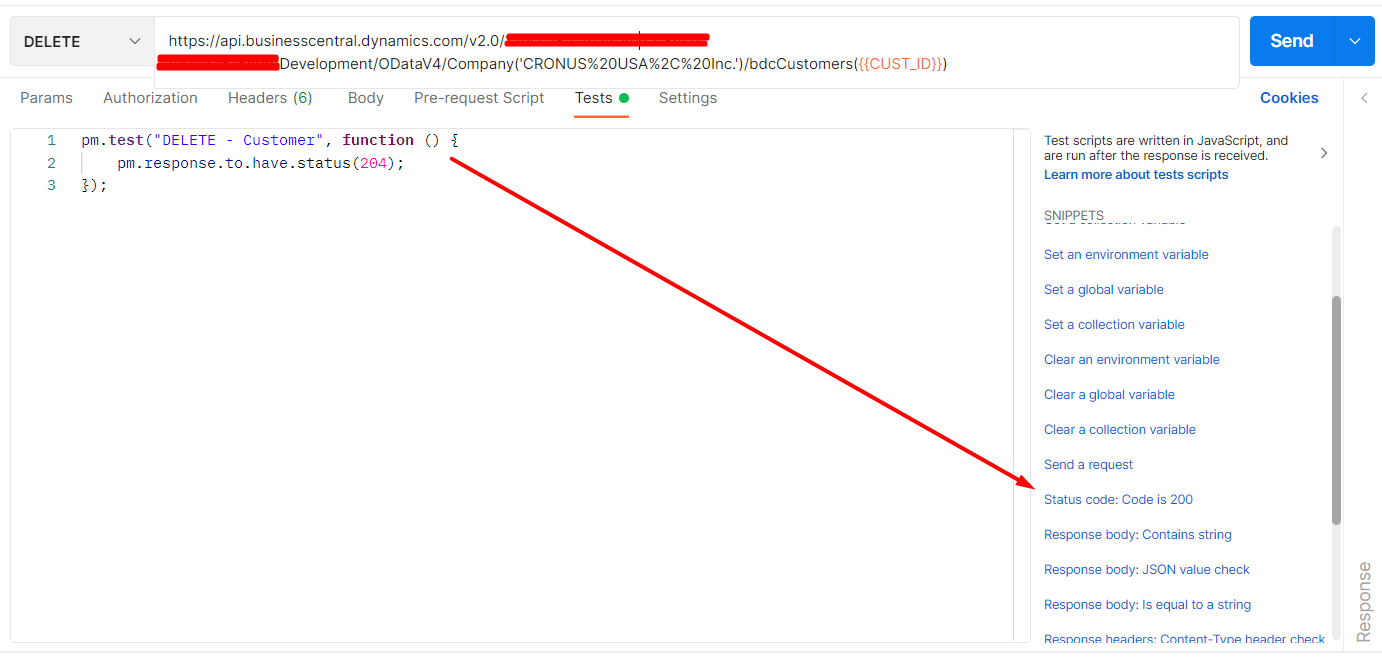 DELETE
https://api.businesscentral.dynamics.com/v2.0/
Development/ODataV4/Company('CRONUS%20USA%2C%20Inc.')/bdcCustomers({{CUST_ID}})
Send
Params
Authorization
Headers (6)
Body
Pre-request Script
Tests
Settings
Cookies
1 pm.test("DELETE - Customer", function () {
2 pm.response.to.have.status(204);
3 });
Test scripts are written in JavaScript, and
are run after the response is received.
Learn more about tests scripts
SNIPPETS
Set an environment variable
Set a global variable
Set a collection variable
Clear an environment variable
Clear a global variable
Clear a collection variable
Send a request
Status code: Code is 200
Response body: Contains string
Response body: JSON value check
Response body: Is equal to a string
Response headers: Content-Type header check
Response